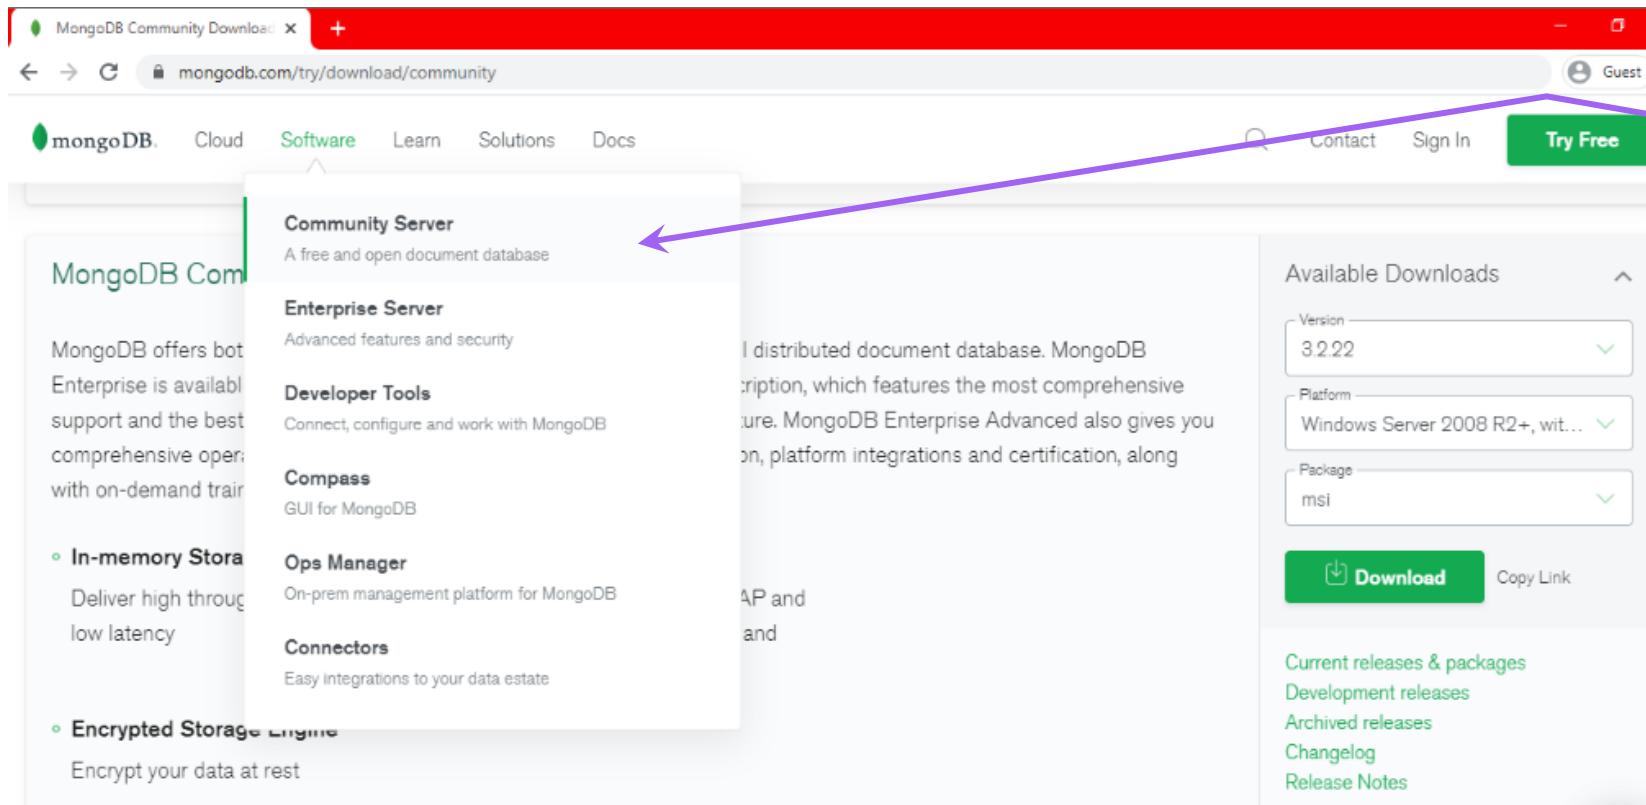 MongoDB Community Download
mongodb.com/try/download/community
Guest
mongoDB.
Cloud
Software
Learn
Solutions
Docs
Contact
Sign In
Try Free
Community Server
A free and open document database
Enterprise Server
Advanced features and security
Developer Tools
Connect, configure and work with MongoDB
Compass
GUI for MongoDB
Ops Manager
On-prem management platform for MongoDB
Connectors
Easy integrations to your data estate
MongoDB Com
MongoDB offers bot
l distributed document database. MongoDB
Enterprise is availabl
cription, which features the most comprehensive
support and the best
ure. MongoDB Enterprise Advanced also gives you
comprehensive oper
on, platform integrations and certification, along
with on-demand train
In-memory Stora
Deliver high throug
AP and
low latency
and
Encrypted Storage Engine
Encrypt your data at rest
Available Downloads
Version
3.2.22
Platform
Windows Server 2008 R2+, wit...
Package
msi
Download
Copy Link
Current releases & packages
Development releases
Archived releases
Changelog
Release Notes